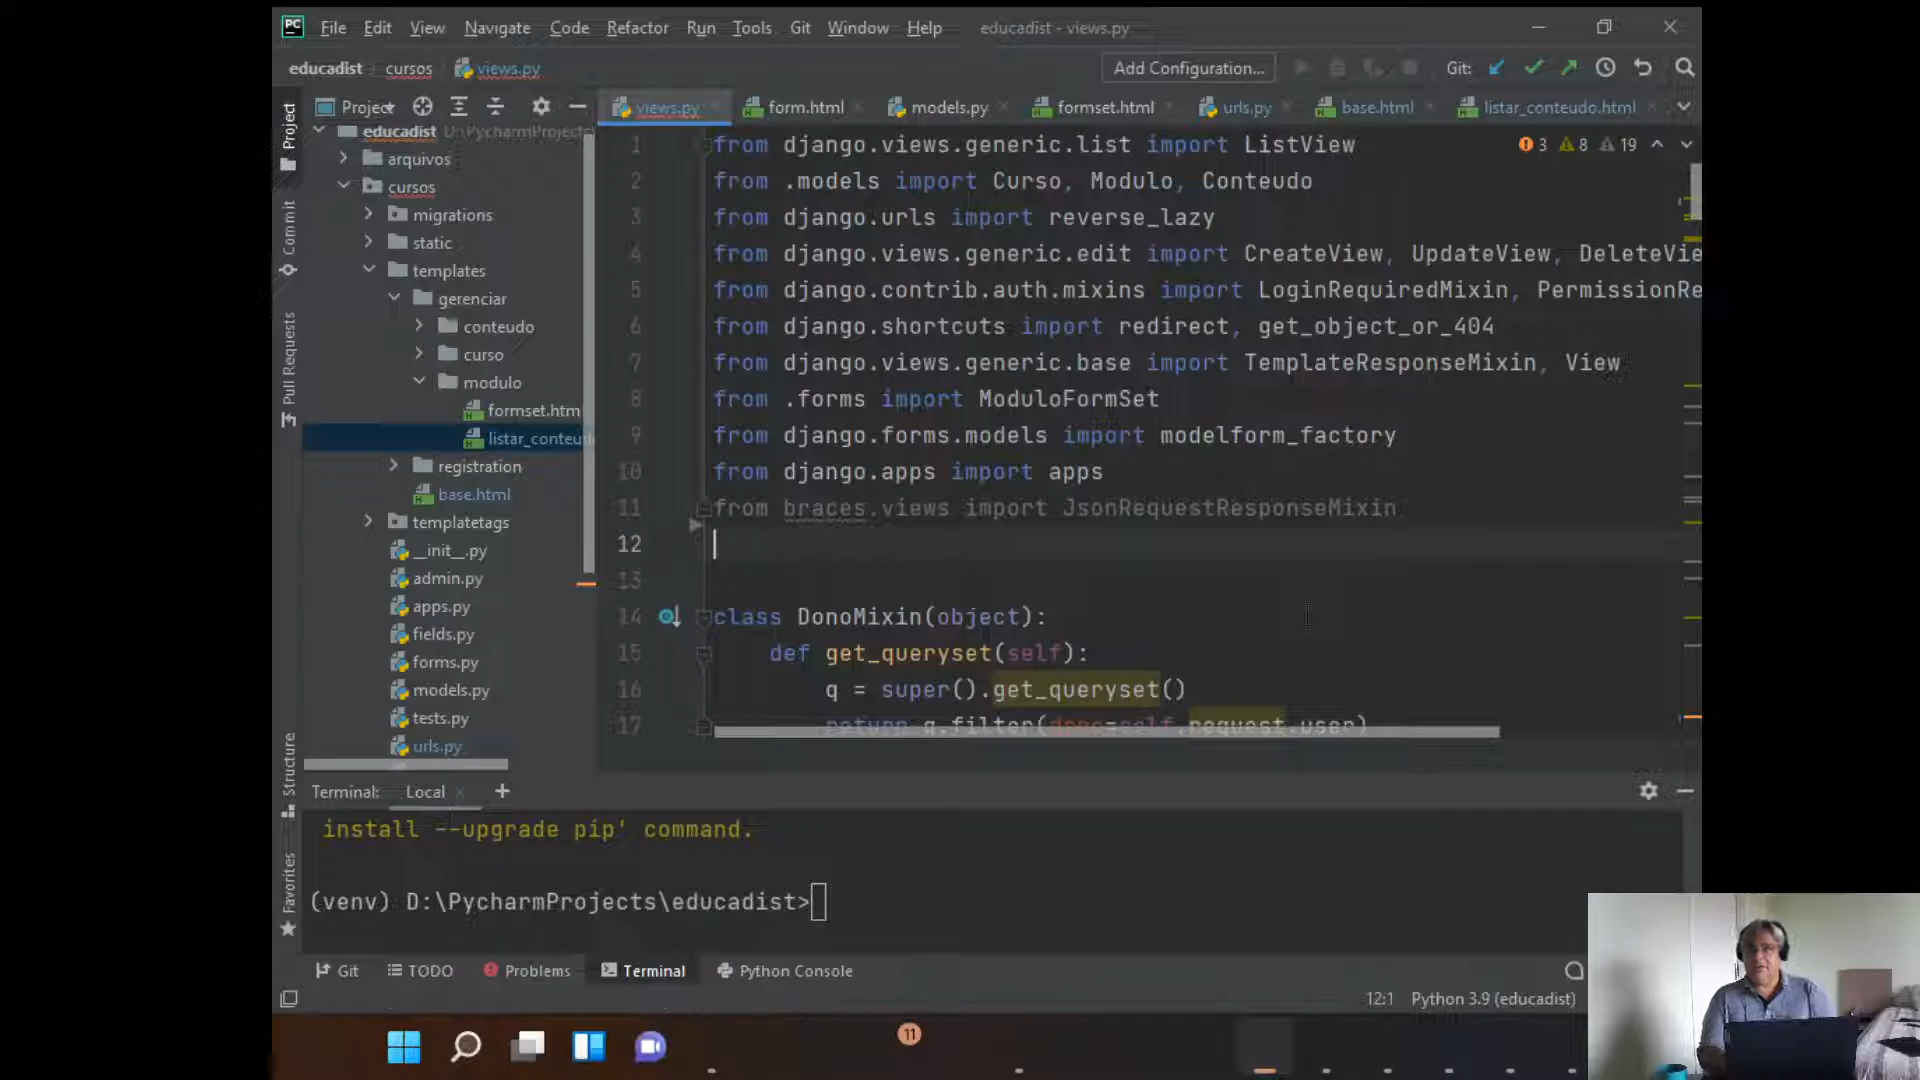 PC File Edit View Navigate Code Refactor Run Tools Git Window Help educadist - views.py
educadist cursos views.py Add Configuration... Git:
Project views.py form.html models.py formset.html urls.py base.html listar_conteudo.html
educadist D:\PycharmProjects
arquivos
cursos
migrations
static
templates
gerenciar
conteudo
curso
modulo
formset.htm
listar_conteud
registration
base.html
templatetags
__init__.py
admin.py
apps.py
fields.py
forms.py
models.py
tests.py
urls.py
Project
Commit
Pull Requests
Structure
Favorites
3 8 19
1 from django.views.generic.list import ListView
2 from .models import Curso, Modulo, Conteudo
3 from django.urls import reverse_lazy
4 from django.views.generic.edit import CreateView, UpdateView, DeleteVie
5 from django.contrib.auth.mixins import LoginRequiredMixin, PermissionRe
6 from django.shortcuts import redirect, get_object_or_404
7 from django.views.generic.base import TemplateResponseMixin, View
8 from .forms import ModuloFormSet
9 from django.forms.models import modelform_factory
10 from django.apps import apps
11 from braces.views import JsonRequestResponseMixin
12
13
14 class DonoMixin(object):
15 def get_queryset(self):
16 q = super().get_queryset()
17 return q.filter(dono=self.request.user)
Terminal: Local +
install --upgrade pip' command.
(venv) D:\PycharmProjects\educadist>
Git TODO Problems Terminal Python Console
12:1 Python 3.9 (educadist)
11